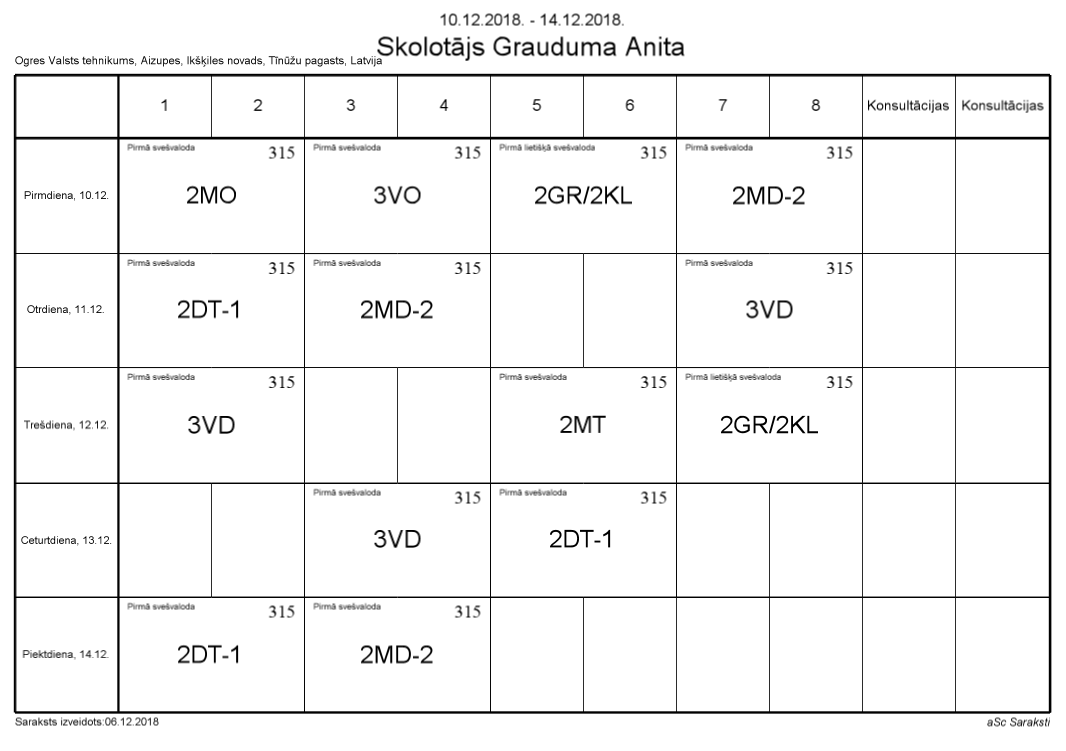 10.12.2018. - 14.12.2018.
Skolotājs Grauduma Anita
Ogres Valsts tehnikums, Aizupes, Ikšķiles novads, Tīnūžu pagasts, Latvija
1 2 3 4 5 6 7 8 Konsultācijas Konsultācijas
Pirmā svešvaloda 315 Pirmā svešvaloda 315 Pirmā lietišķā svešvaloda 315 Pirmā svešvaloda 315
Pirmdiena, 10.12. 2MO 3VO 2GR/2KL 2MD-2
Pirmā svešvaloda 315 Pirmā svešvaloda 315 Pirmā svešvaloda 315
Otrdiena, 11.12. 2DT-1 2MD-2 3VD
Pirmā svešvaloda 315 Pirmā svešvaloda 315 Pirmā lietišķā svešvaloda 315
Trešdiena, 12.12. 3VD 2MT 2GR/2KL
Pirmā svešvaloda 315 Pirmā svešvaloda 315
Ceturtdiena, 13.12. 3VD 2DT-1
Pirmā svešvaloda 315 Pirmā svešvaloda 315
Piektdiena, 14.12. 2DT-1 2MD-2
Saraksts izveidots:06.12.2018 aSc Saraksti